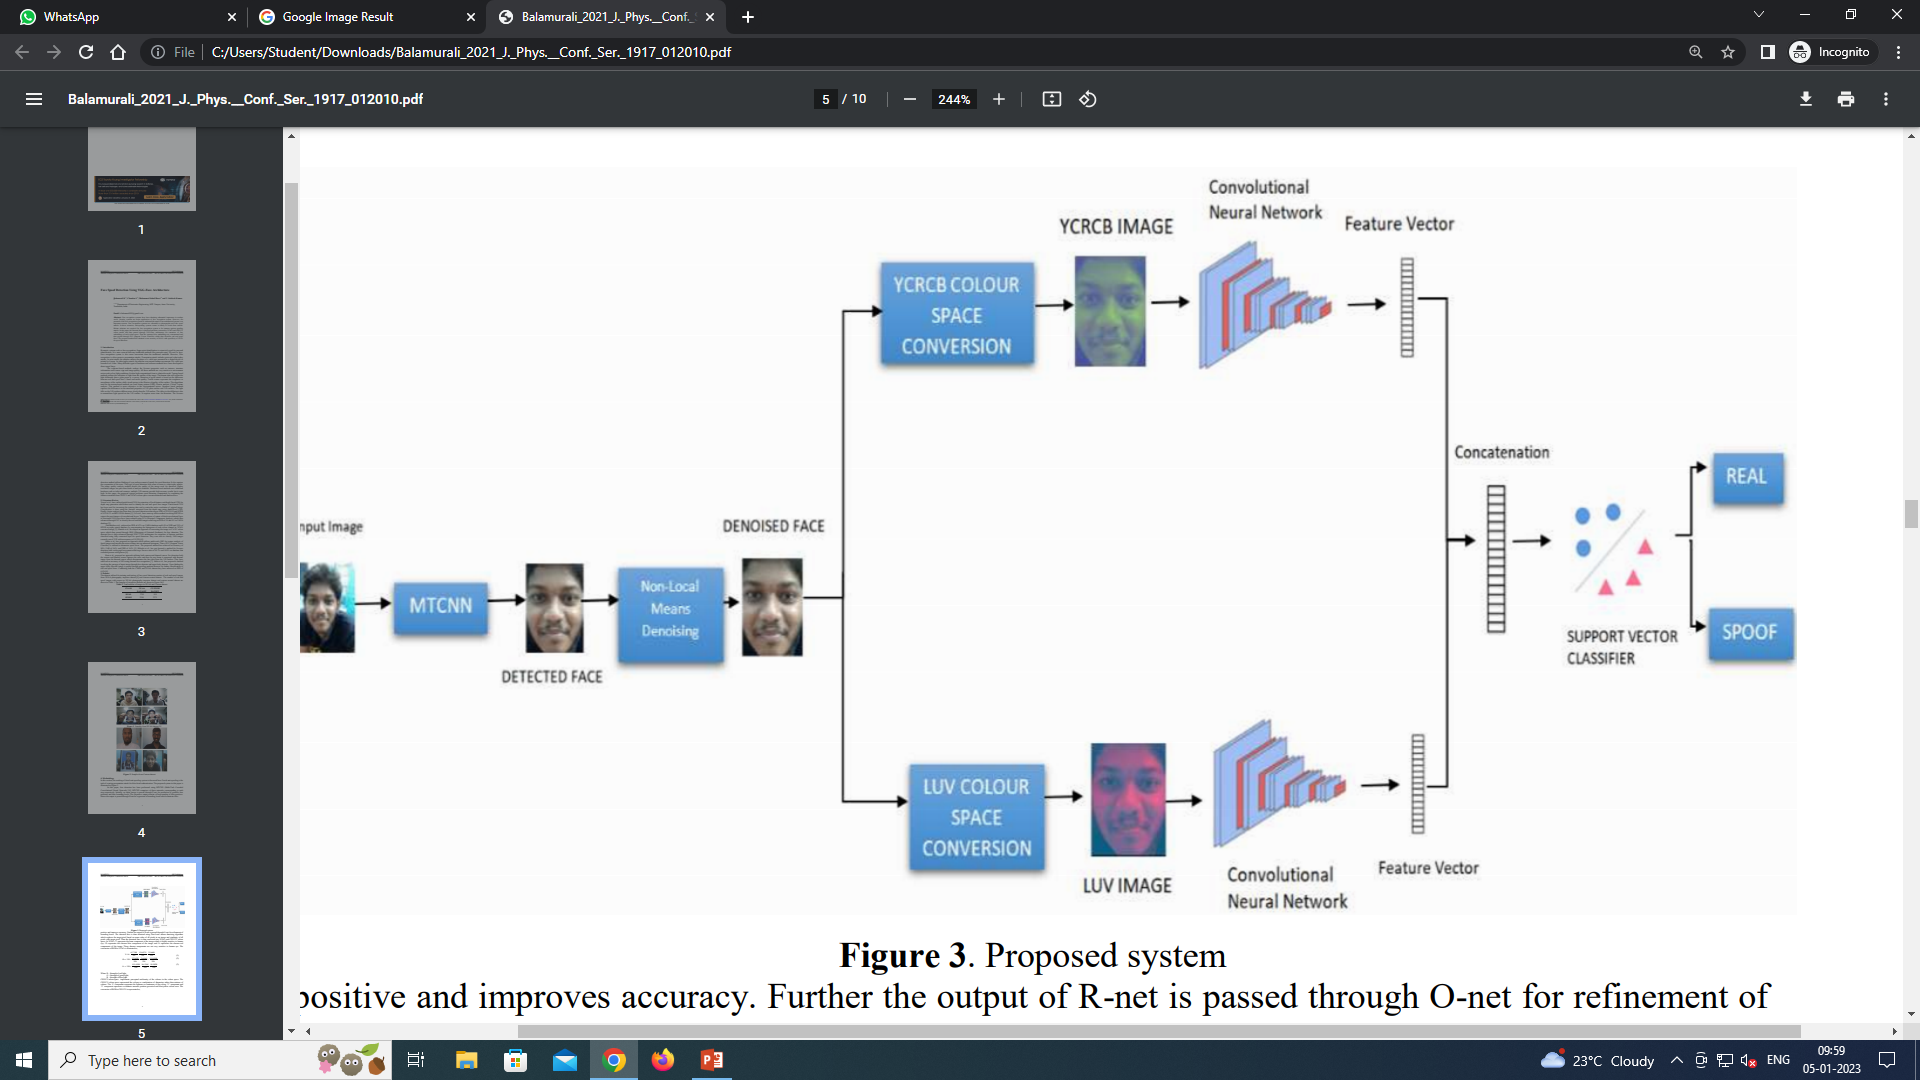 WhatsApp
Google Image Result
Balamurali_2021_J._Phys.__Conf._
File
C:/Users/Student/Downloads/Balamurali_2021_J._Phys.__Conf._Ser._1917_012010.pdf
Incognito
Balamurali_2021_J._Phys.__Conf._Ser._1917_012010.pdf
5 / 10
244%
1
2
3
4
5
Convolutional
Neural Network
YCRCB IMAGE
Feature Vector
YCRCB COLOUR
SPACE
CONVERSION
Concatenation
REAL
nput Image
DENOISED FACE
MTCNN
Non-Local
Means
Denoising
DETECTED FACE
SUPPORT VECTOR
CLASSIFIER
SPOOF
LUV COLOUR
SPACE
CONVERSION
LUV IMAGE
Convolutional
Neural Network
Feature Vector
Figure 3. Proposed system
positive and improves accuracy. Further the output of R-net is passed through O-net for refinement of
Type here to search
23°C Cloudy
ENG
09:59
05-01-2023